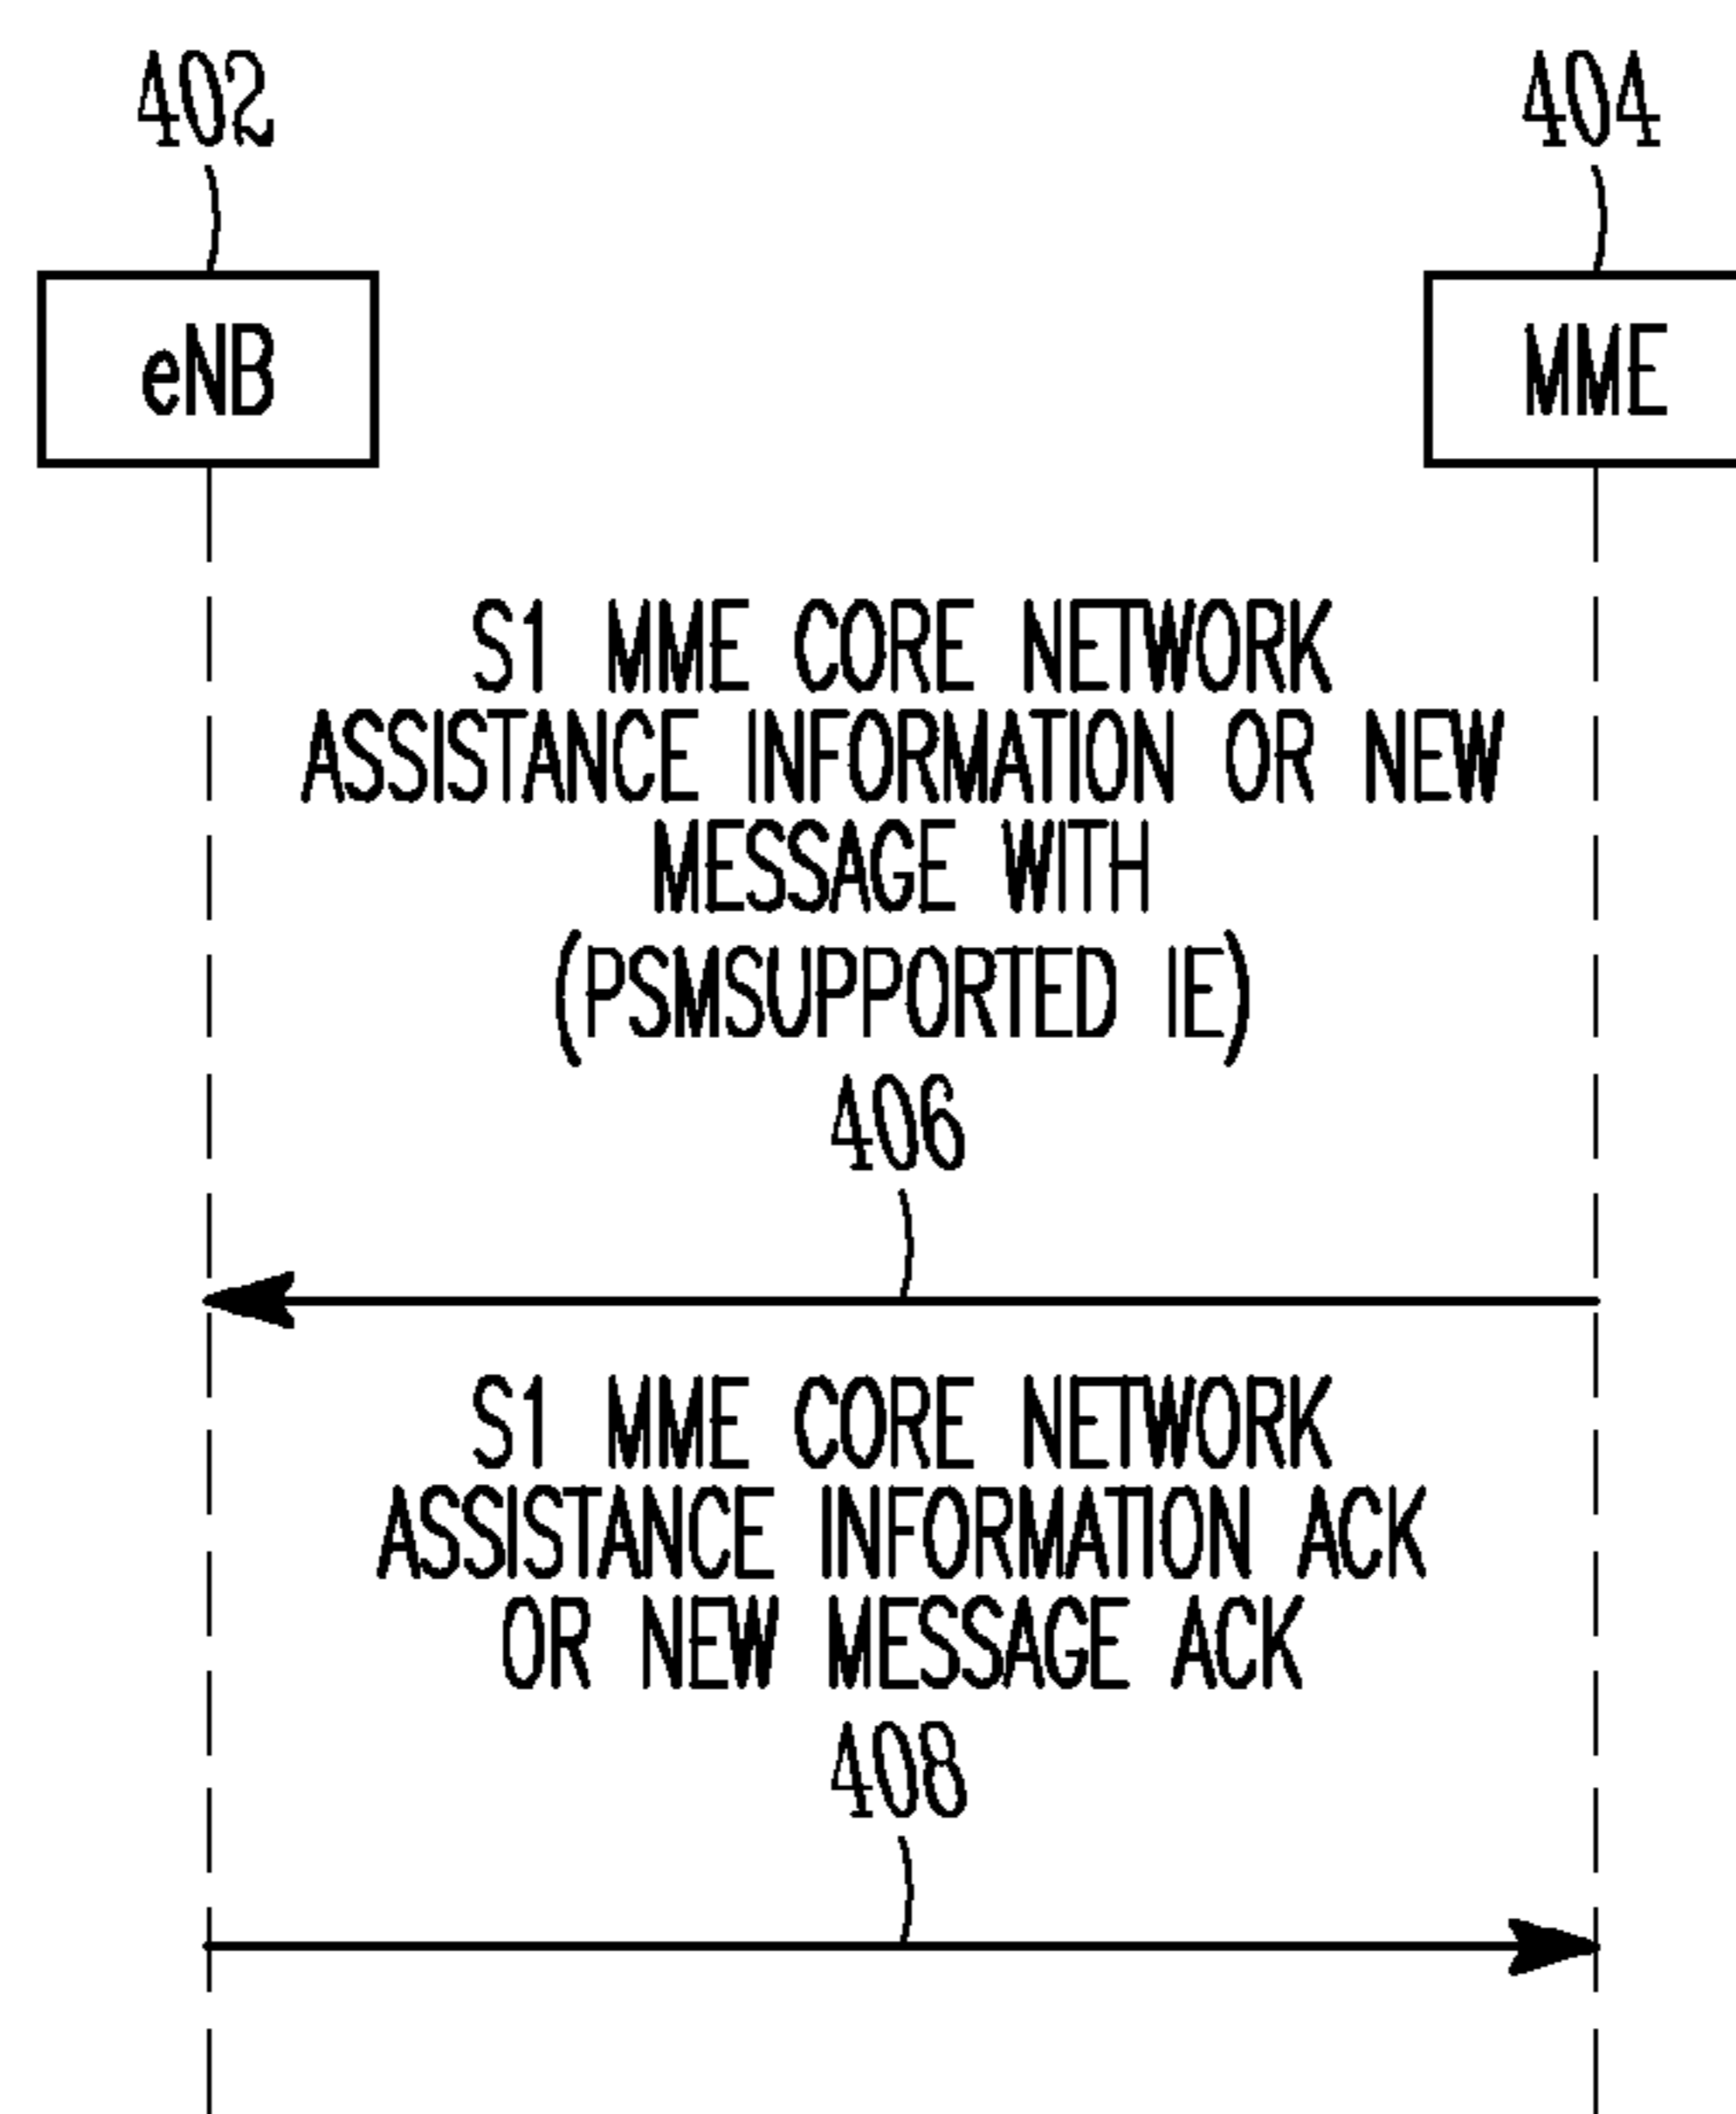 402
404
eNB
MME
S1 MME CORE NETWORK
ASSISTANCE INFORMATION OR NEW
MESSAGE WITH
(PSMSUPPORTED IE)
406
S1 MME CORE NETWORK
ASSISTANCE INFORMATION ACK
OR NEW MESSAGE ACK
408